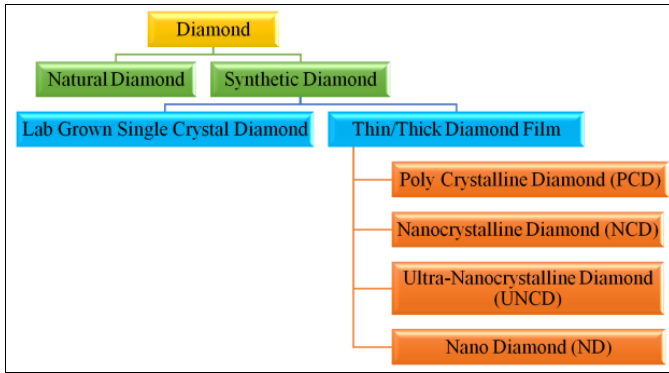 Diamond
Natural Diamond
Synthetic Diamond
Lab Grown Single Crystal Diamond
Thin/Thick Diamond Film
Poly Crystalline Diamond (PCD)
Nanocrystalline Diamond (NCD)
Ultra-Nanocrystalline Diamond
(UNCD)
Nano Diamond (ND)